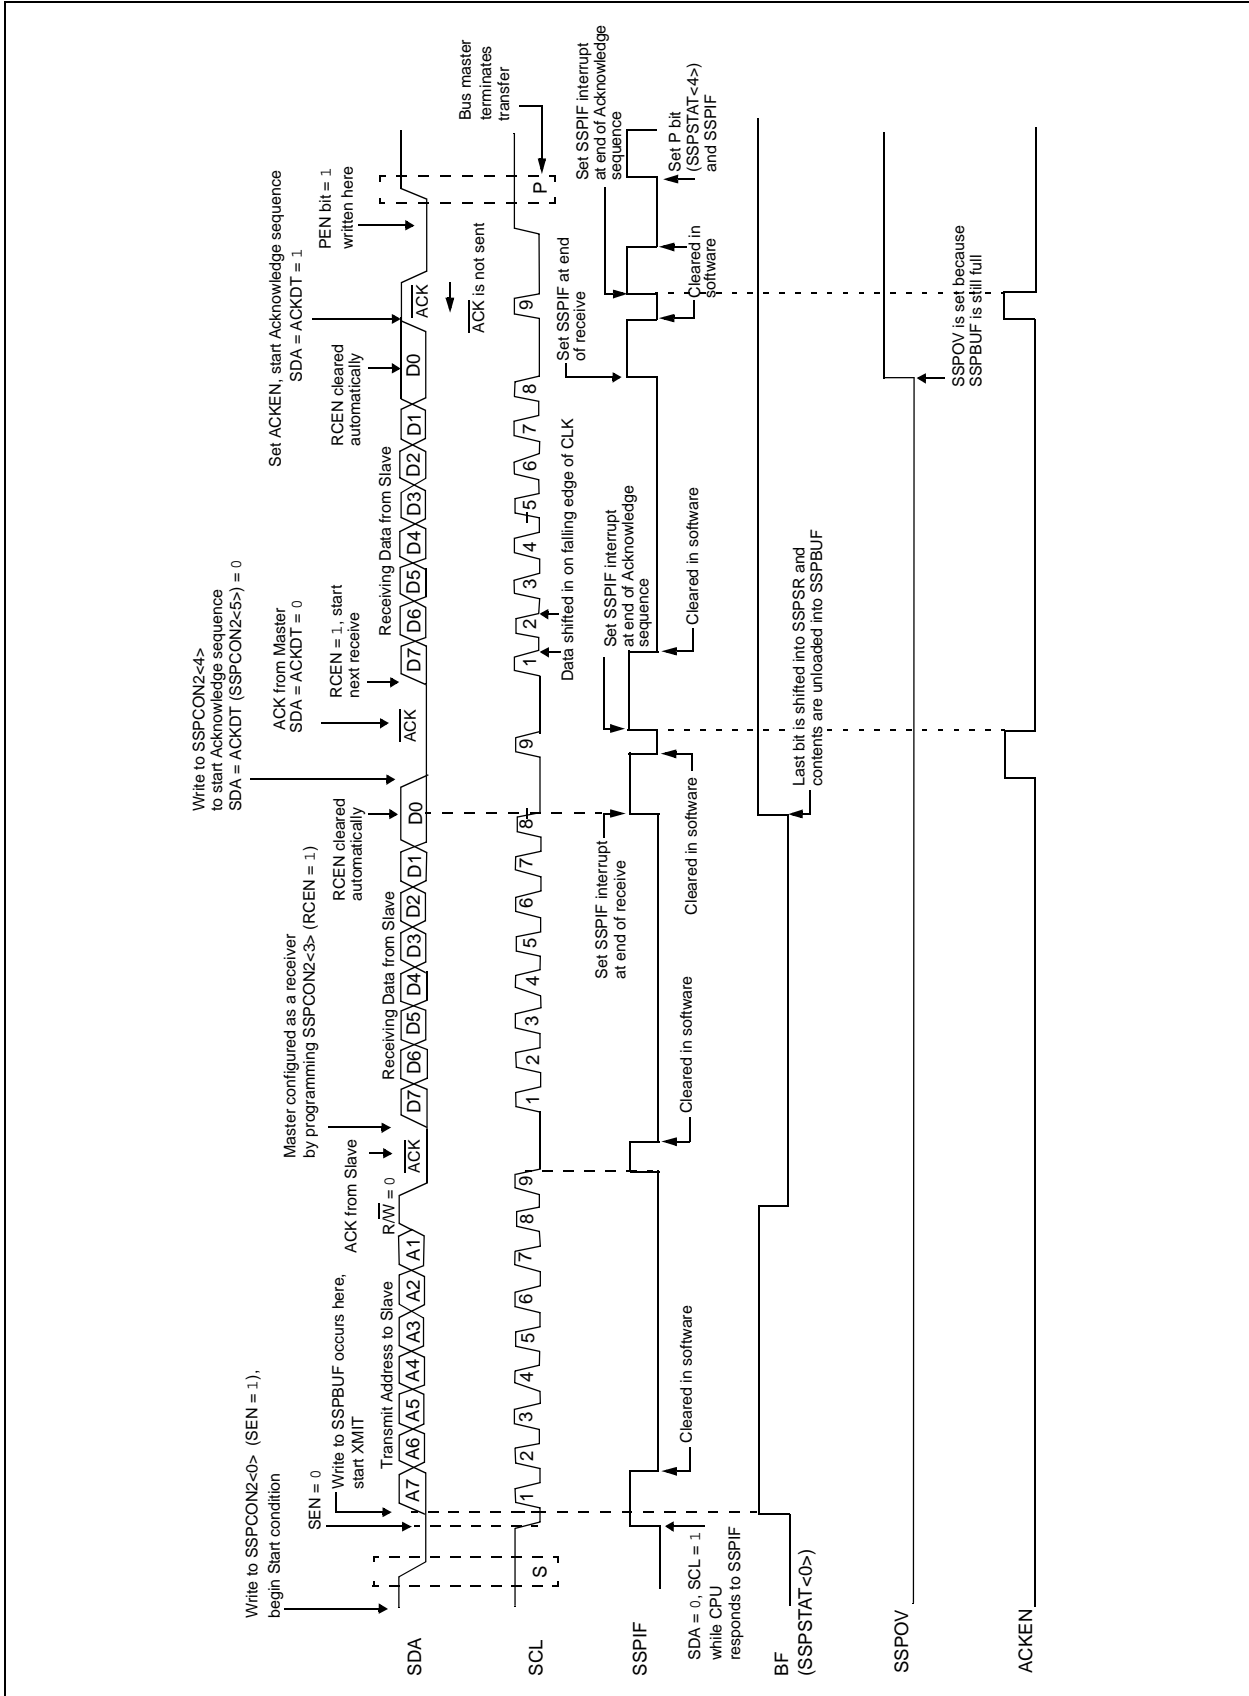 Write to SSPCON2<0> (SEN = 1),
begin Start condition
SEN = 0
Write to SSPBUF occurs here,
start XMIT
Transmit Address to Slave
ACK from Slave
R/W = 0
Master configured as a receiver
by programming SSPCON2<3> (RCEN = 1)
Receiving Data from Slave
RCEN cleared
automatically
Write to SSPCON2<4>
to start Acknowledge sequence
SDA = ACKDT (SSPCON2<5>) = 0
ACK from Master
SDA = ACKDT = 0
RCEN = 1, start
next receive
Receiving Data from Slave
RCEN cleared
automatically
Set ACKEN, start Acknowledge sequence
SDA = ACKDT = 1
PEN bit = 1
written here
SDA
A7 A6 A5 A4 A3 A2 A1
ACK
D7 D6 D5 D4 D3 D2 D1 D0
ACK
D7 D6 D5 D4 D3 D2 D1 D0
ACK
ACK is not sent
Bus master
terminates
transfer
SCL
S
1 2 3 4 5 6 7 8 9
1 2 3 4 5 6 7 8 9
1 2 3 4 5 6 7 8 9
P
Data shifted in on falling edge of CLK
Set SSPIF interrupt
at end of receive
Set SSPIF interrupt
at end of Acknowledge
sequence
Set SSPIF at end
of receive
Set SSPIF interrupt
at end of Acknowledge
sequence
SSPIF
SDA = 0, SCL = 1
while CPU
responds to SSPIF
Cleared in software
Cleared in software
Cleared in software
Cleared in software
Cleared in
software
Set P bit
(SSPSTAT<4>)
and SSPIF
BF
(SSPSTAT<0>)
Last bit is shifted into SSPSR and
contents are unloaded into SSPBUF
SSPOV
SSPOV is set because
SSPBUF is still full
ACKEN